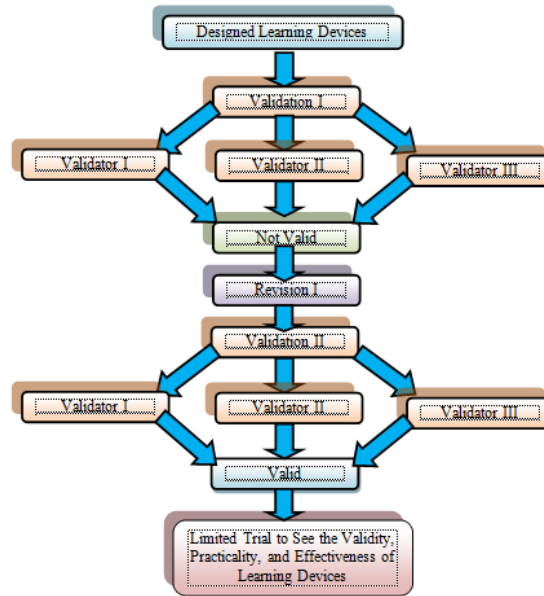 Designed Learning Devices
Validation I
Validator I
Validator II
Validator III
Not Valid
Revision I
Validation II
Validator I
Validator II
Validator III
Valid
Limited Trial to See the Validity,
Practicality, and Effectiveness of
Learning Devices